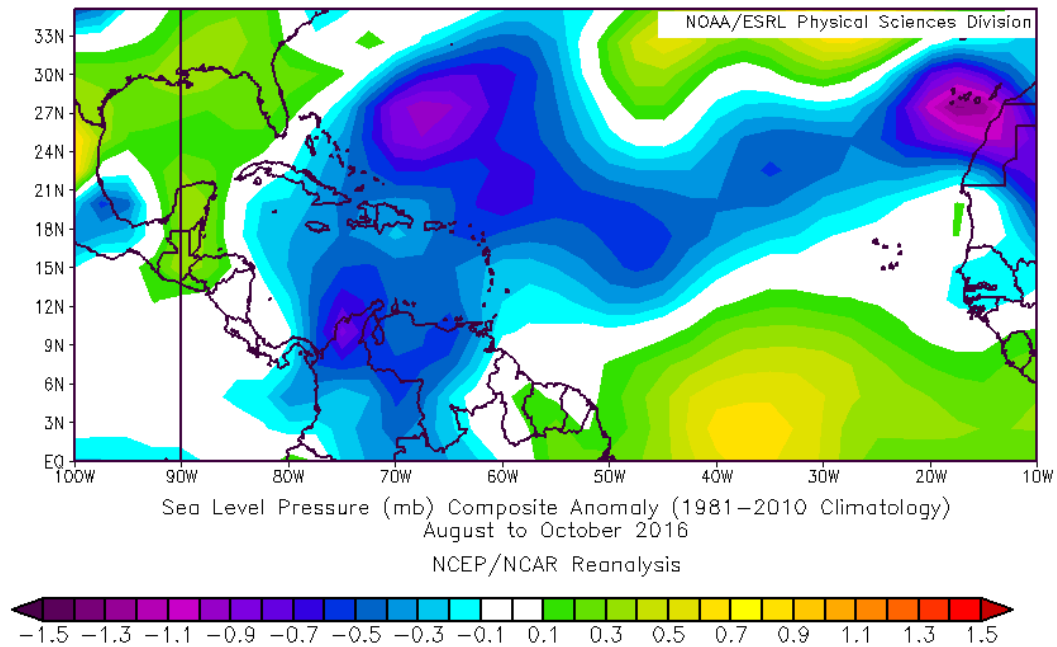 NOAA/ESRL Physical Sciences Division
33N
30N
27N
24N
21N
18N
15N
12N
9N
6N
3N
EQ
100W 90W 80W 70W 60W 50W 40W 30W 20W 10W
Sea Level Pressure (mb) Composite Anomaly (1981-2010 Climatology)
August to October 2016
NCEP/NCAR Reanalysis
-1.5 -1.3 -1.1 -0.9 -0.7 -0.5 -0.3 -0.1 0.1 0.3 0.5 0.7 0.9 1.1 1.3 1.5